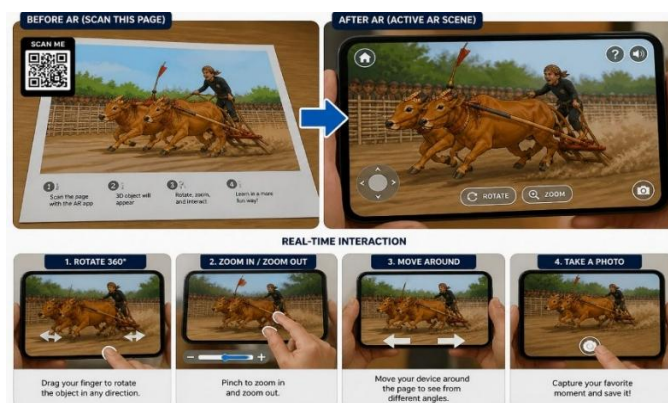 BEFORE AR (SCAN THIS PAGE)
SCAN ME
1
Scan the page
with the AR app
2
3D object will
appear
3
Rotate, zoom,
and interact
4
Learn in a more
fun way!
AFTER AR (ACTIVE AR SCENE)
?
ROTATE
ZOOM
REAL-TIME INTERACTION
1. ROTATE 360°
Drag your finger to rotate
the object in any direction.
2. ZOOM IN / ZOOM OUT
Pinch to zoom in
and zoom out.
3. MOVE AROUND
Move your device around
the page to see from
different angles.
4. TAKE A PHOTO
Capture your favorite
moment and save it!